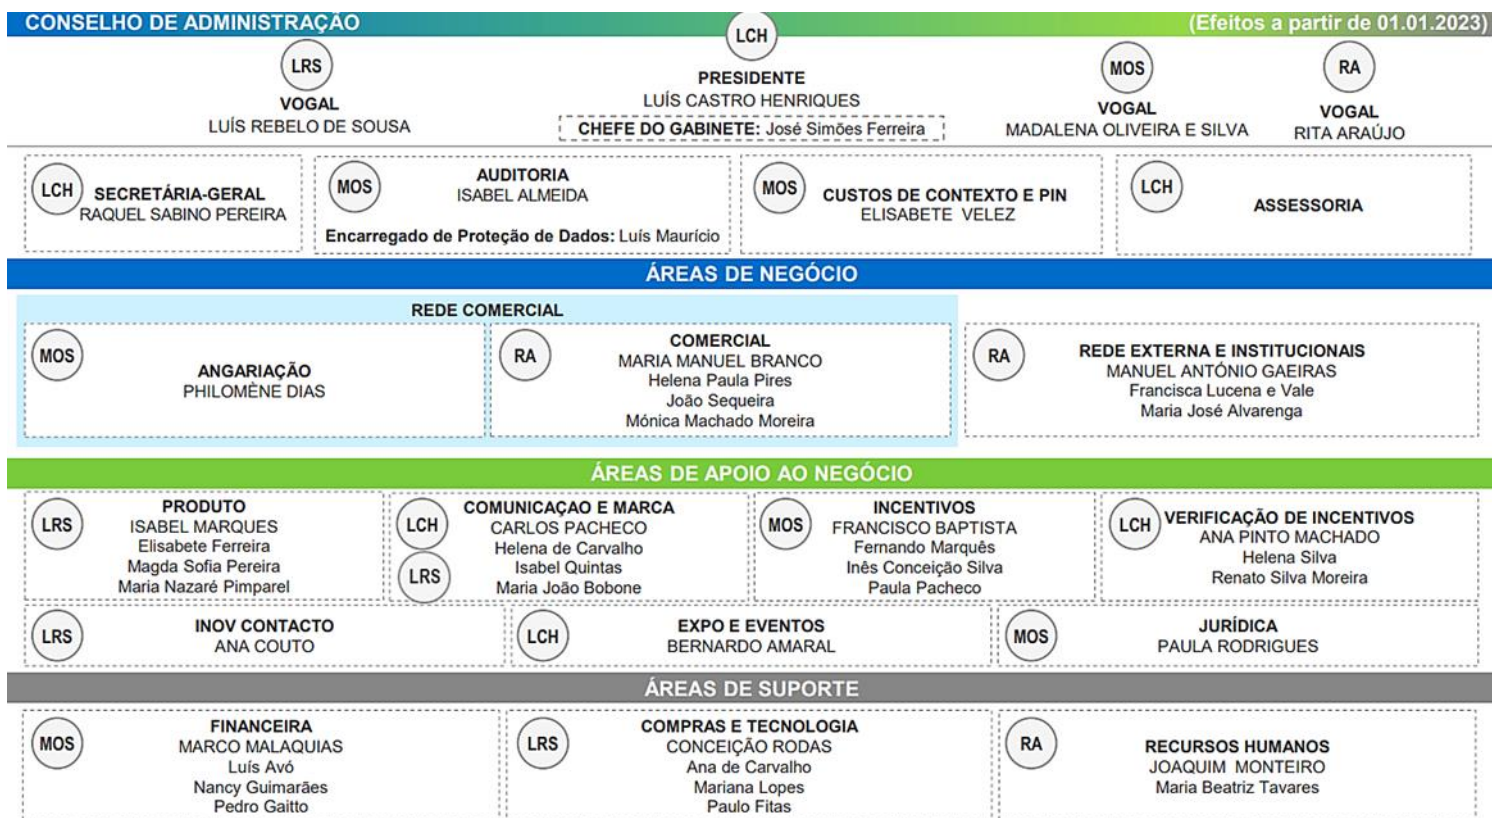 CONSELHO DE ADMINISTRAÇÃO
(Efeitos a partir de 01.01.2023)
LRS
VOGAL
LUÍS REBELO DE SOUSA
LCH
PRESIDENTE
LUÍS CASTRO HENRIQUES
CHEFE DO GABINETE: José Simões Ferreira
MOS
VOGAL
MADALENA OLIVEIRA E SILVA
RA
VOGAL
RITA ARAÚJO
LCH
SECRETÁRIA-GERAL
RAQUEL SABINO PEREIRA
MOS
AUDITORIA
ISABEL ALMEIDA
Encarregado de Proteção de Dados: Luís Maurício
MOS
CUSTOS DE CONTEXTO E PIN
ELISABETE VELEZ
LCH
ASSESSORIA
ÁREAS DE NEGÓCIO
REDE COMERCIAL
MOS
ANGARIAÇÃO
PHILOMÈNE DIAS
RA
COMERCIAL
MARIA MANUEL BRANCO
Helena Paula Pires
João Sequeira
Mónica Machado Moreira
RA
REDE EXTERNA E INSTITUCIONAIS
MANUEL ANTÓNIO GAEIRAS
Francisca Lucena e Vale
Maria José Alvarenga
ÁREAS DE APOIO AO NEGÓCIO
LRS
PRODUTO
ISABEL MARQUES
Elisabete Ferreira
Magda Sofia Pereira
Maria Nazaré Pimparel
LCH
LRS
COMUNICAÇAO E MARCA
CARLOS PACHECO
Helena de Carvalho
Isabel Quintas
Maria João Bobone
MOS
INCENTIVOS
FRANCISCO BAPTISTA
Fernando Marquês
Inês Conceição Silva
Paula Pacheco
LCH
VERIFICAÇÃO DE INCENTIVOS
ANA PINTO MACHADO
Helena Silva
Renato Silva Moreira
LRS
INOV CONTACTO
ANA COUTO
LCH
EXPO E EVENTOS
BERNARDO AMARAL
MOS
JURÍDICA
PAULA RODRIGUES
ÁREAS DE SUPORTE
MOS
FINANCEIRA
MARCO MALAQUIAS
Luís Avó
Nancy Guimarães
Pedro Gaitto
LRS
COMPRAS E TECNOLOGIA
CONCEIÇÃO RODAS
Ana de Carvalho
Mariana Lopes
Paulo Fitas
RA
RECURSOS HUMANOS
JOAQUIM MONTEIRO
Maria Beatriz Tavares